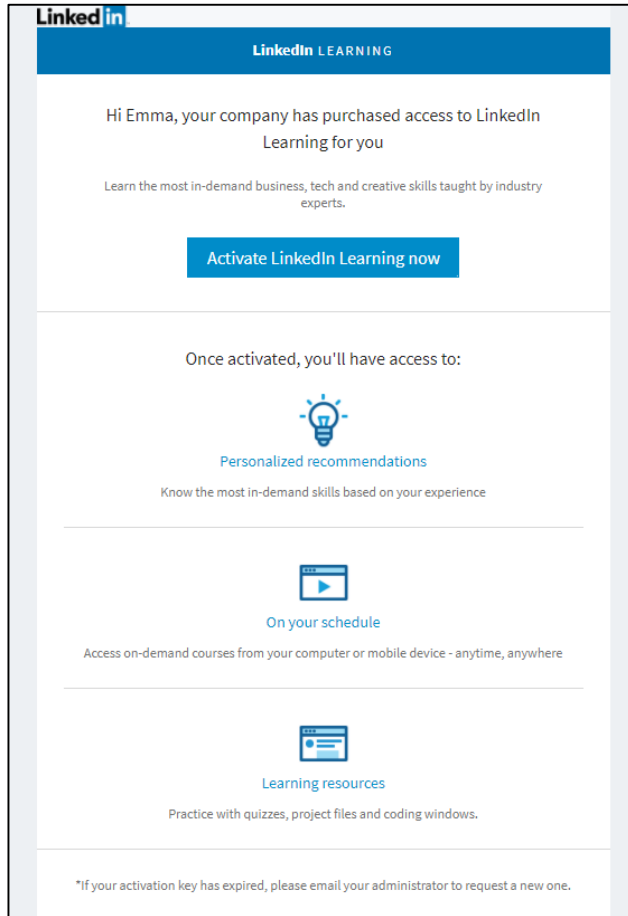 Linked in
LinkedIn LEARNING
Hi Emma, your company has purchased access to LinkedIn
Learning for you
Learn the most in-demand business, tech and creative skills taught by industry
experts.
Activate LinkedIn Learning now
Once activated, you'll have access to:
Personalized recommendations
Know the most in-demand skills based on your experience
On your schedule
Access on-demand courses from your computer or mobile device - anytime, anywhere
Learning resources
Practice with quizzes, project files and coding windows.
*If your activation key has expired, please email your administrator to request a new one.